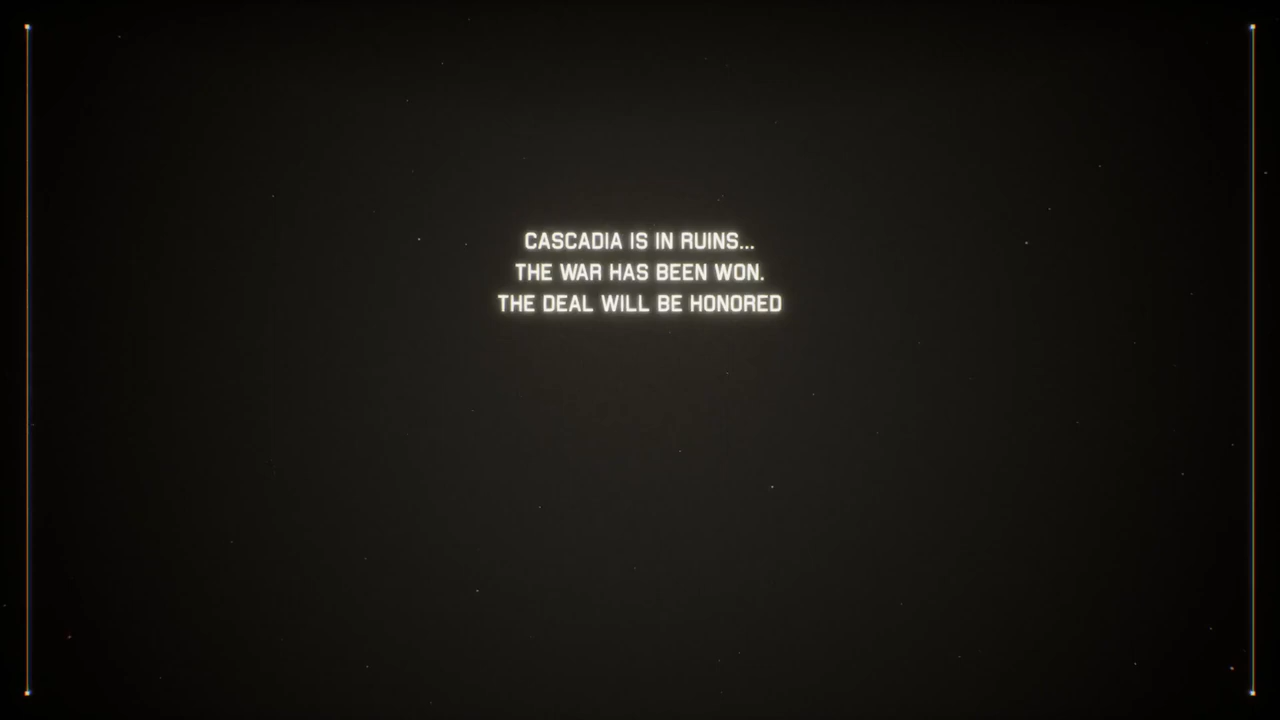 CASCADIA IS IN RUINS...
THE WAR HAS BEEN WON.
THE DEAL WILL BE HONORED